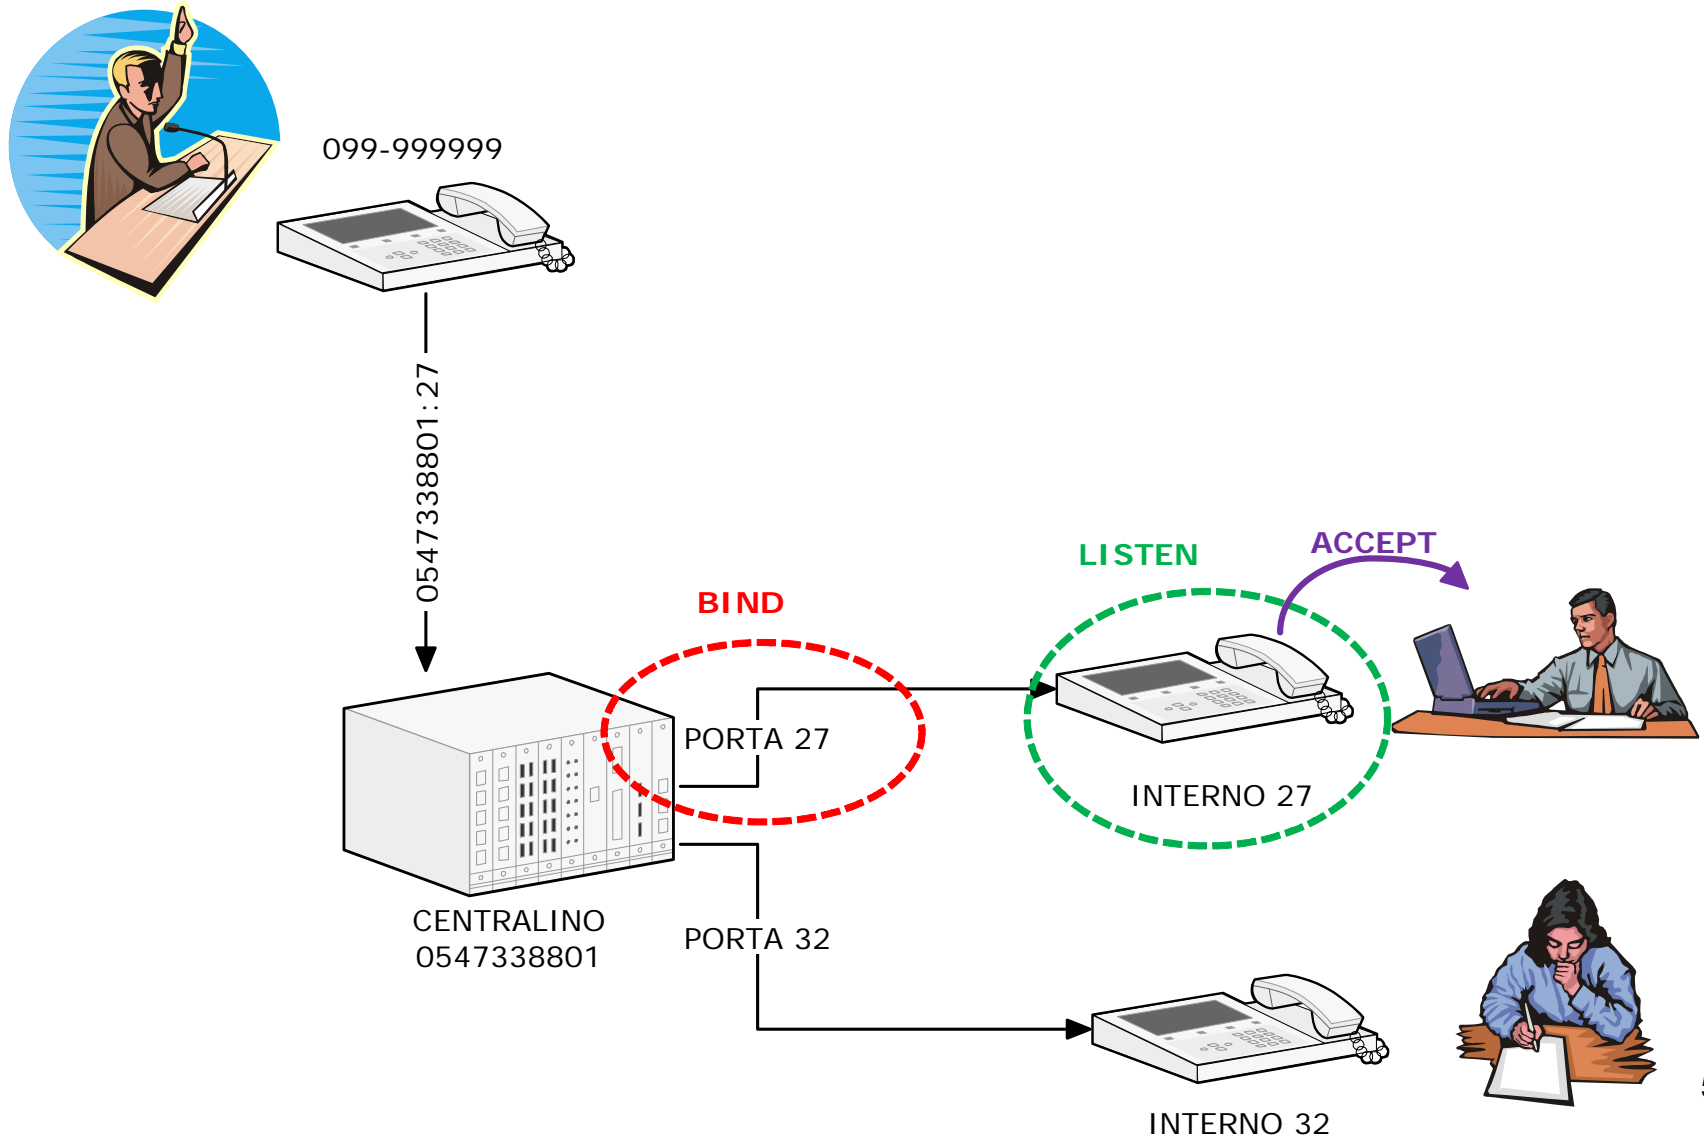 099-999999
0547338801:27
ACCEPT
LISTEN
BIND
PORTA 27
INTERNO 27
CENTRALINO
0547338801
PORTA 32
INTERNO 32